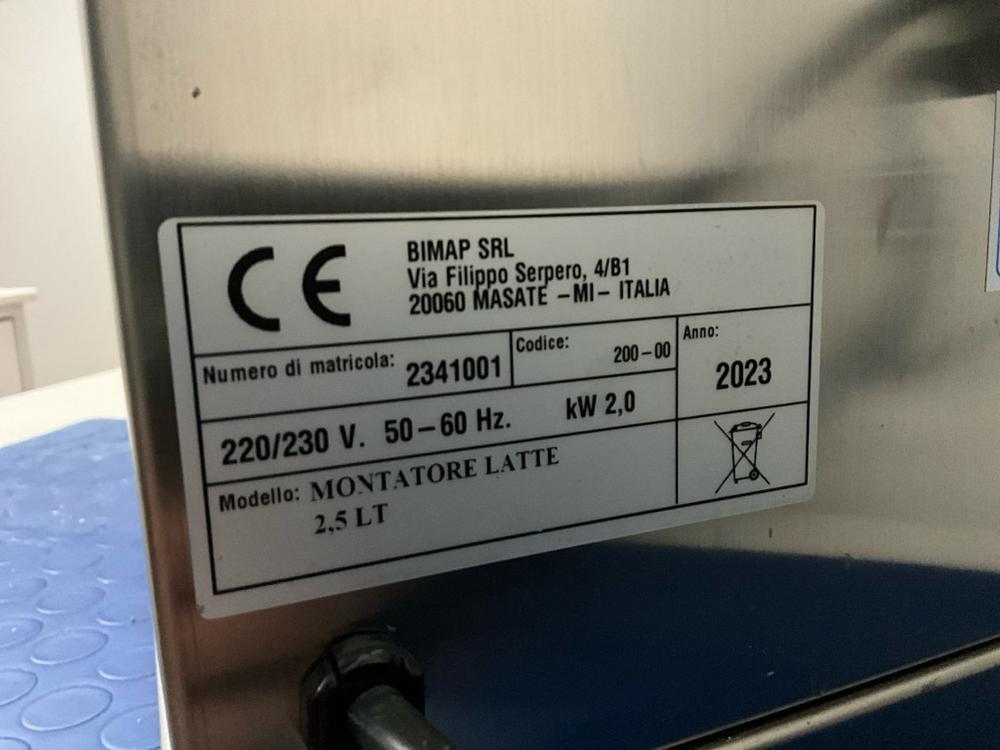 CE
BIMAP SRL
Via Filippo Serpero, 4/B1
20060 MASATE -MI- ITALIA
Numero di matricola: 2341001
Codice: 200-00
Anno: 2023
220/230 V. 50-60 Hz. kW 2,0
Modello: MONTATORE LATTE
2,5 LT